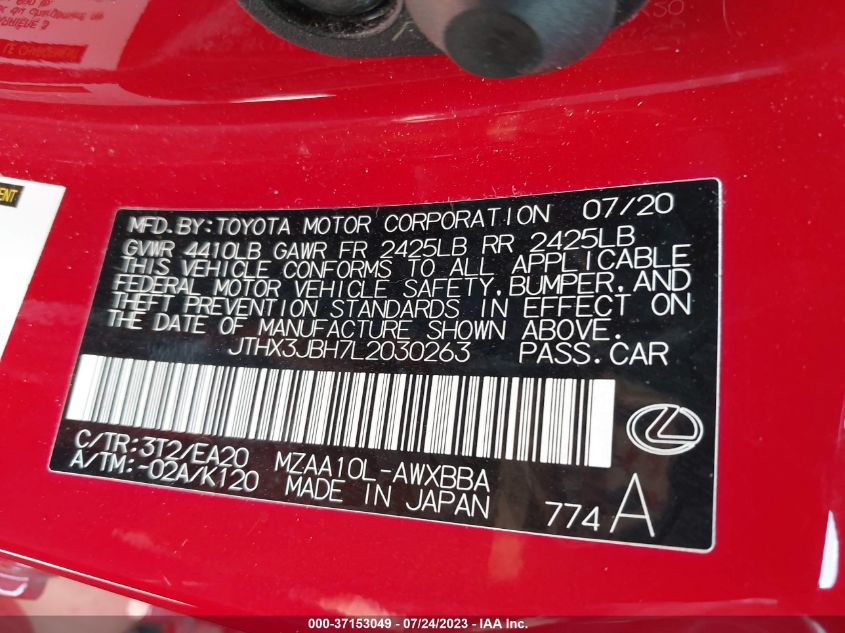 MFD.BY:TOYOTA MOTOR CORPORATION 07/20
GVWR 4410LB GAWR FR 2425LB RR 2425LB
THIS VEHICLE CONFORMS TO ALL APPLICABLE
FEDERAL MOTOR VEHICLE SAFETY,BUMPER,AND
THEFT PREVENTION STANDARDS IN EFFECT ON
THE DATE OF MANUFACTURE SHOWN ABOVE.
JTHX3JBH7L2030263 PASS.CAR
C/TR:3T2/EA20 MZAA10L-AWXBBA
A/TM:-02A/K120 MADE IN JAPAN 774A
000-37153049 - 07/24/2023 - IAA Inc.